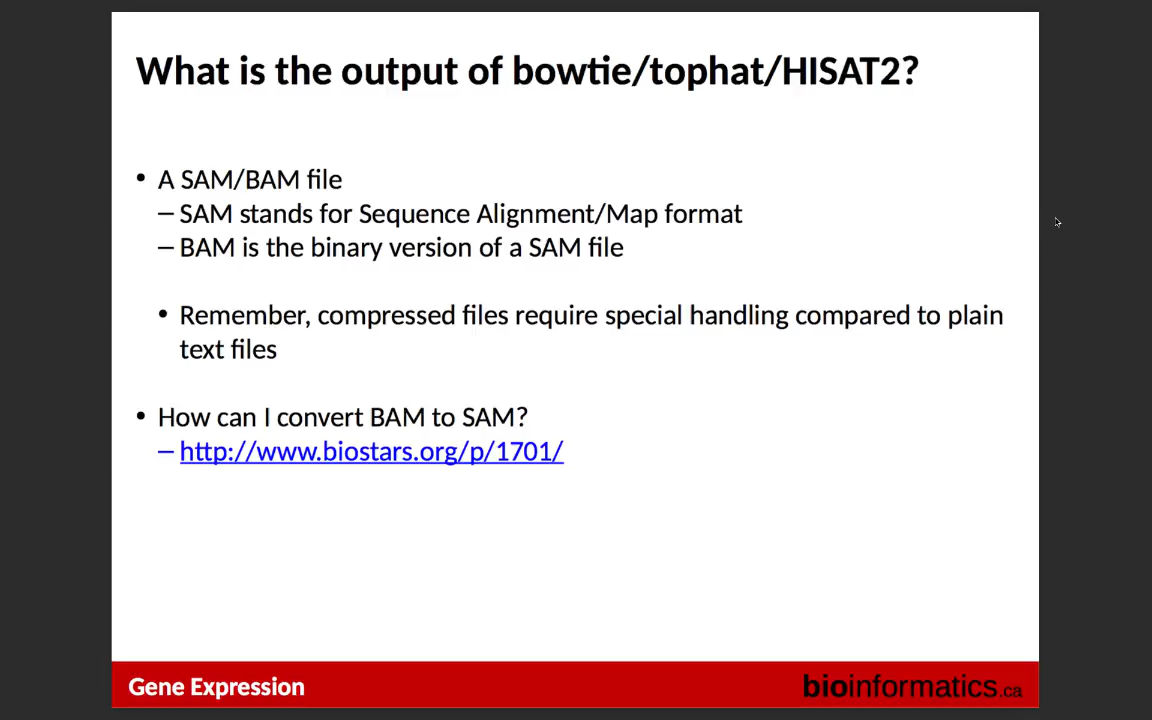 What is the output of bowtie/tophat/HISAT2?
• A SAM/BAM file
– SAM stands for Sequence Alignment/Map format
– BAM is the binary version of a SAM file
• Remember, compressed files require special handling compared to plain
text files
• How can I convert BAM to SAM?
– http://www.biostars.org/p/1701/
Gene Expression
bioinformatics.ca